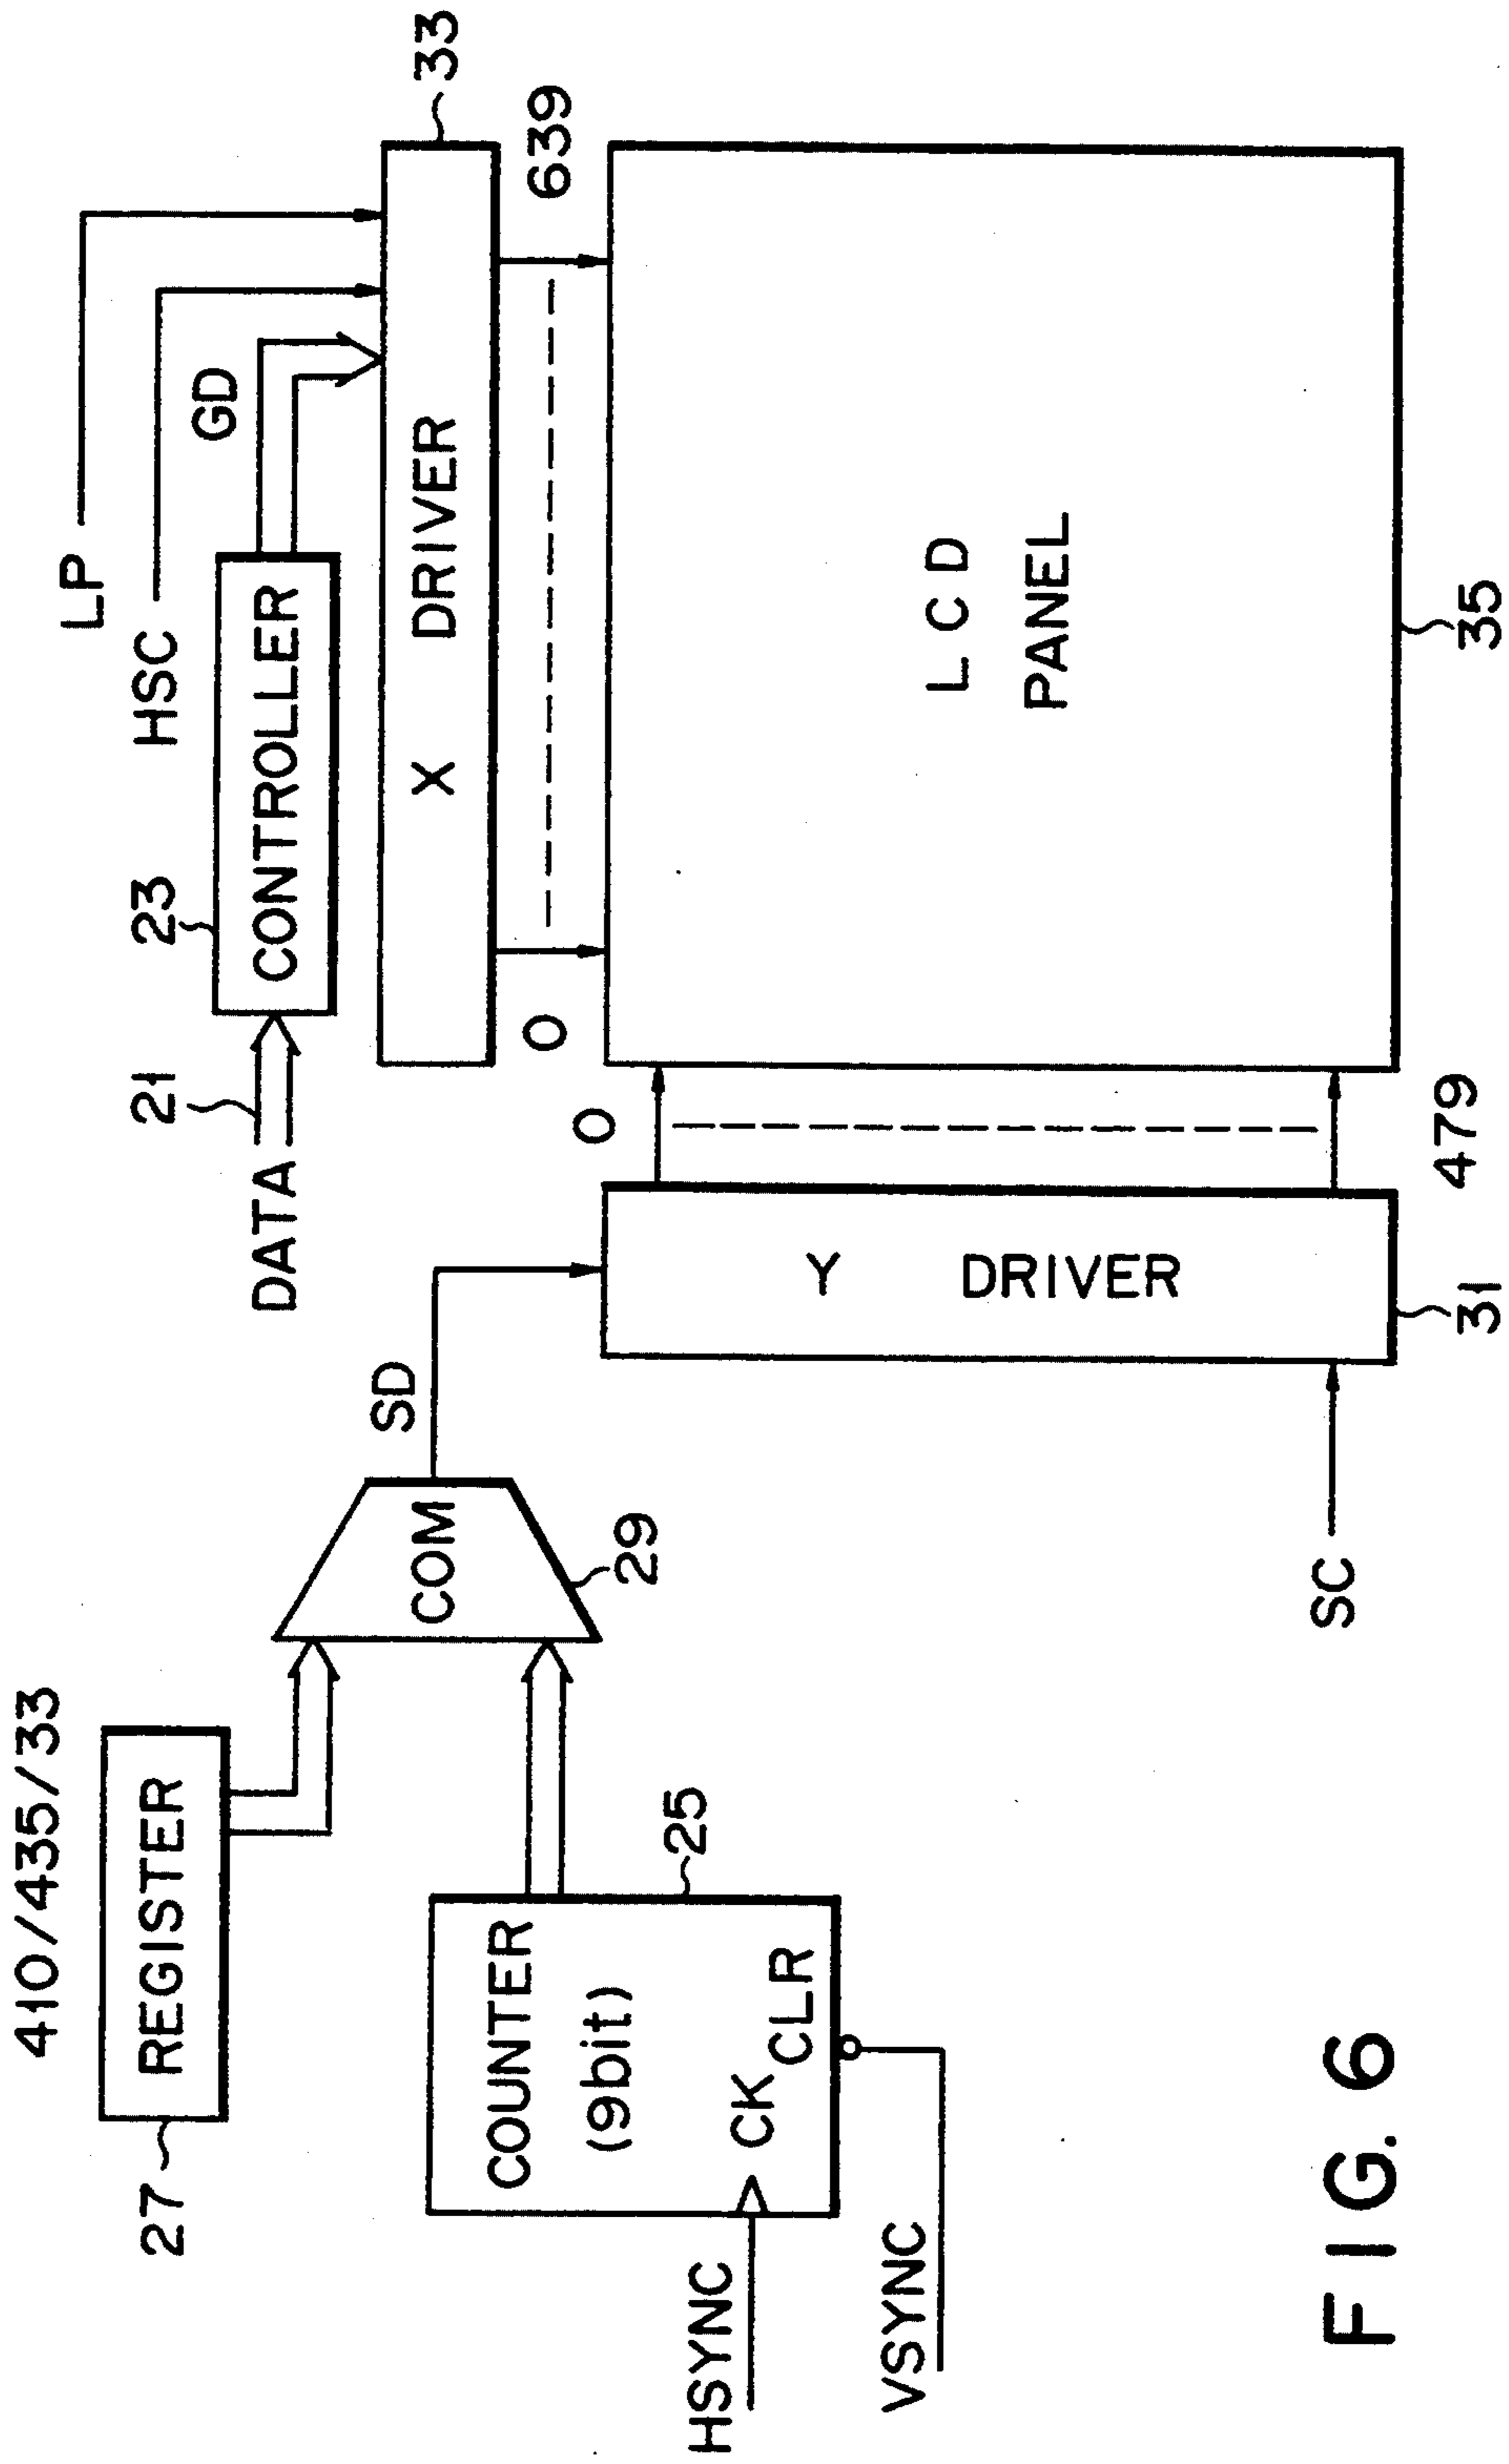 410/435/33
27
REGISTER
COUNTER
(9bit)
CK
CLR
25
HSYNC
VSYNC
COM
29
SD
SC
DATA
21
23
CONTROLLER
GD
HSC
LP
X DRIVER
33
0
639
Y DRIVER
31
0
479
LCD
PANEL
35
FIG. 6